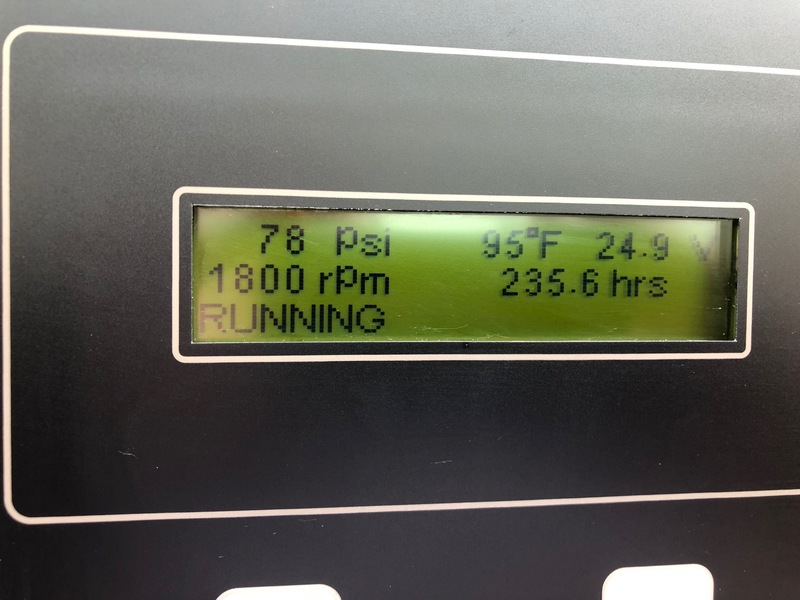 78 psi 95°F 24.9 V
1800 rpm 235.6 hrs
RUNNING